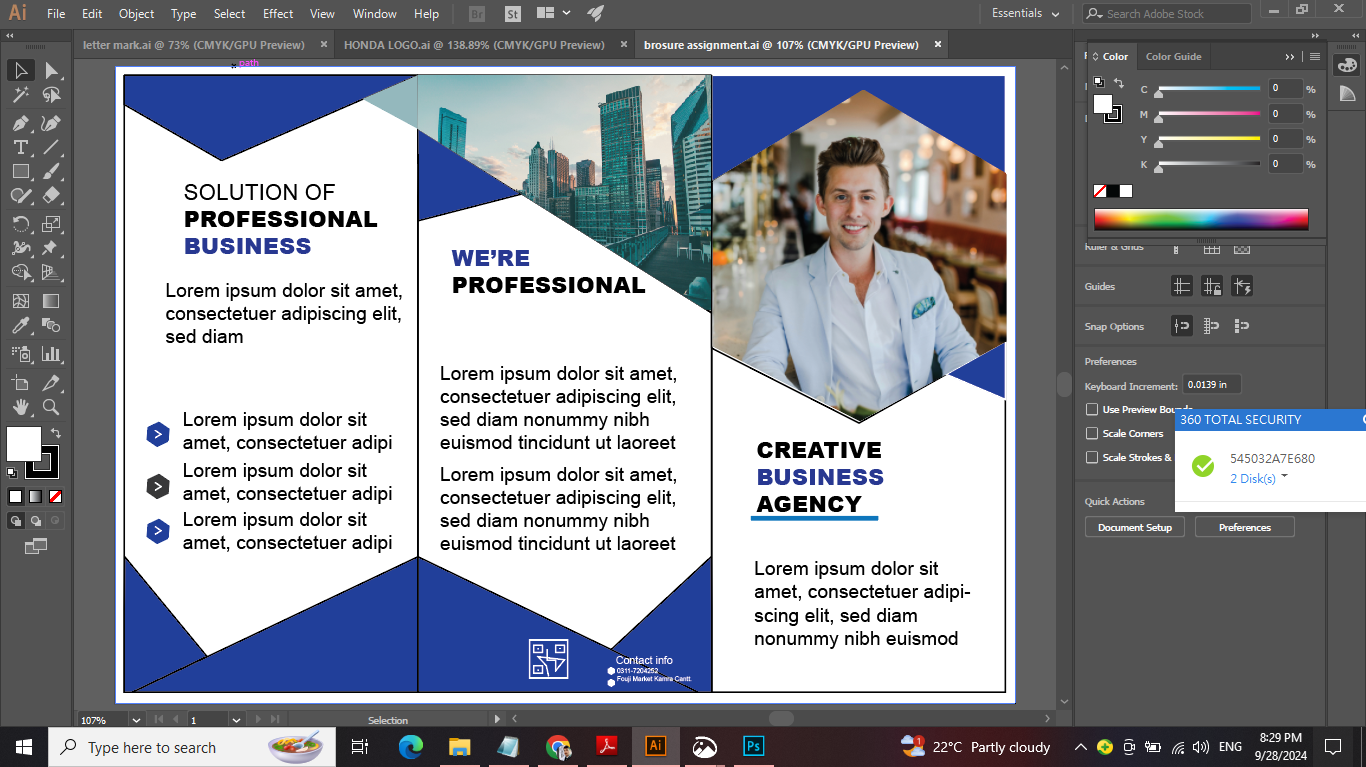 Ai File Edit Object Type Select Effect View Window Help Br St Essentials Search Adobe Stock
letter mark.ai @ 73% (CMYK/GPU Preview) × HONDA LOGO.ai @ 138.89% (CMYK/GPU Preview) × brosure assignment.ai @ 107% (CMYK/GPU Preview) ×
path
SOLUTION OF
PROFESSIONAL
BUSINESS
Lorem ipsum dolor sit amet,
consectetuer adipiscing elit,
sed diam
Lorem ipsum dolor sit
amet, consectetuer adipi
Lorem ipsum dolor sit
amet, consectetuer adipi
Lorem ipsum dolor sit
amet, consectetuer adipi
WE'RE
PROFESSIONAL
Lorem ipsum dolor sit amet,
consectetuer adipiscing elit,
sed diam nonummy nibh
euismod tincidunt ut laoreet
Lorem ipsum dolor sit amet,
consectetuer adipiscing elit,
sed diam nonummy nibh
euismod tincidunt ut laoreet
Contact info
0311-7204252
Fouji Market Kamra Cantt.
CREATIVE
BUSINESS
AGENCY
Lorem ipsum dolor sit
amet, consectetuer adipi-
scing elit, sed diam
nonummy nibh euismod
Color Color Guide
C 0 %
M 0 %
Y 0 %
K 0 %
Ruler & Grids
Guides
Snap Options
Preferences
Keyboard Increment: 0.0139 in
Use Preview Bounds
Scale Corners
Scale Strokes &
360 TOTAL SECURITY
545032A7E680
2 Disk(s)
Quick Actions
Document Setup Preferences
107% 1 Selection
Type here to search
Ai Ps
1 22°C Partly cloudy ENG
8:29 PM
9/28/2024